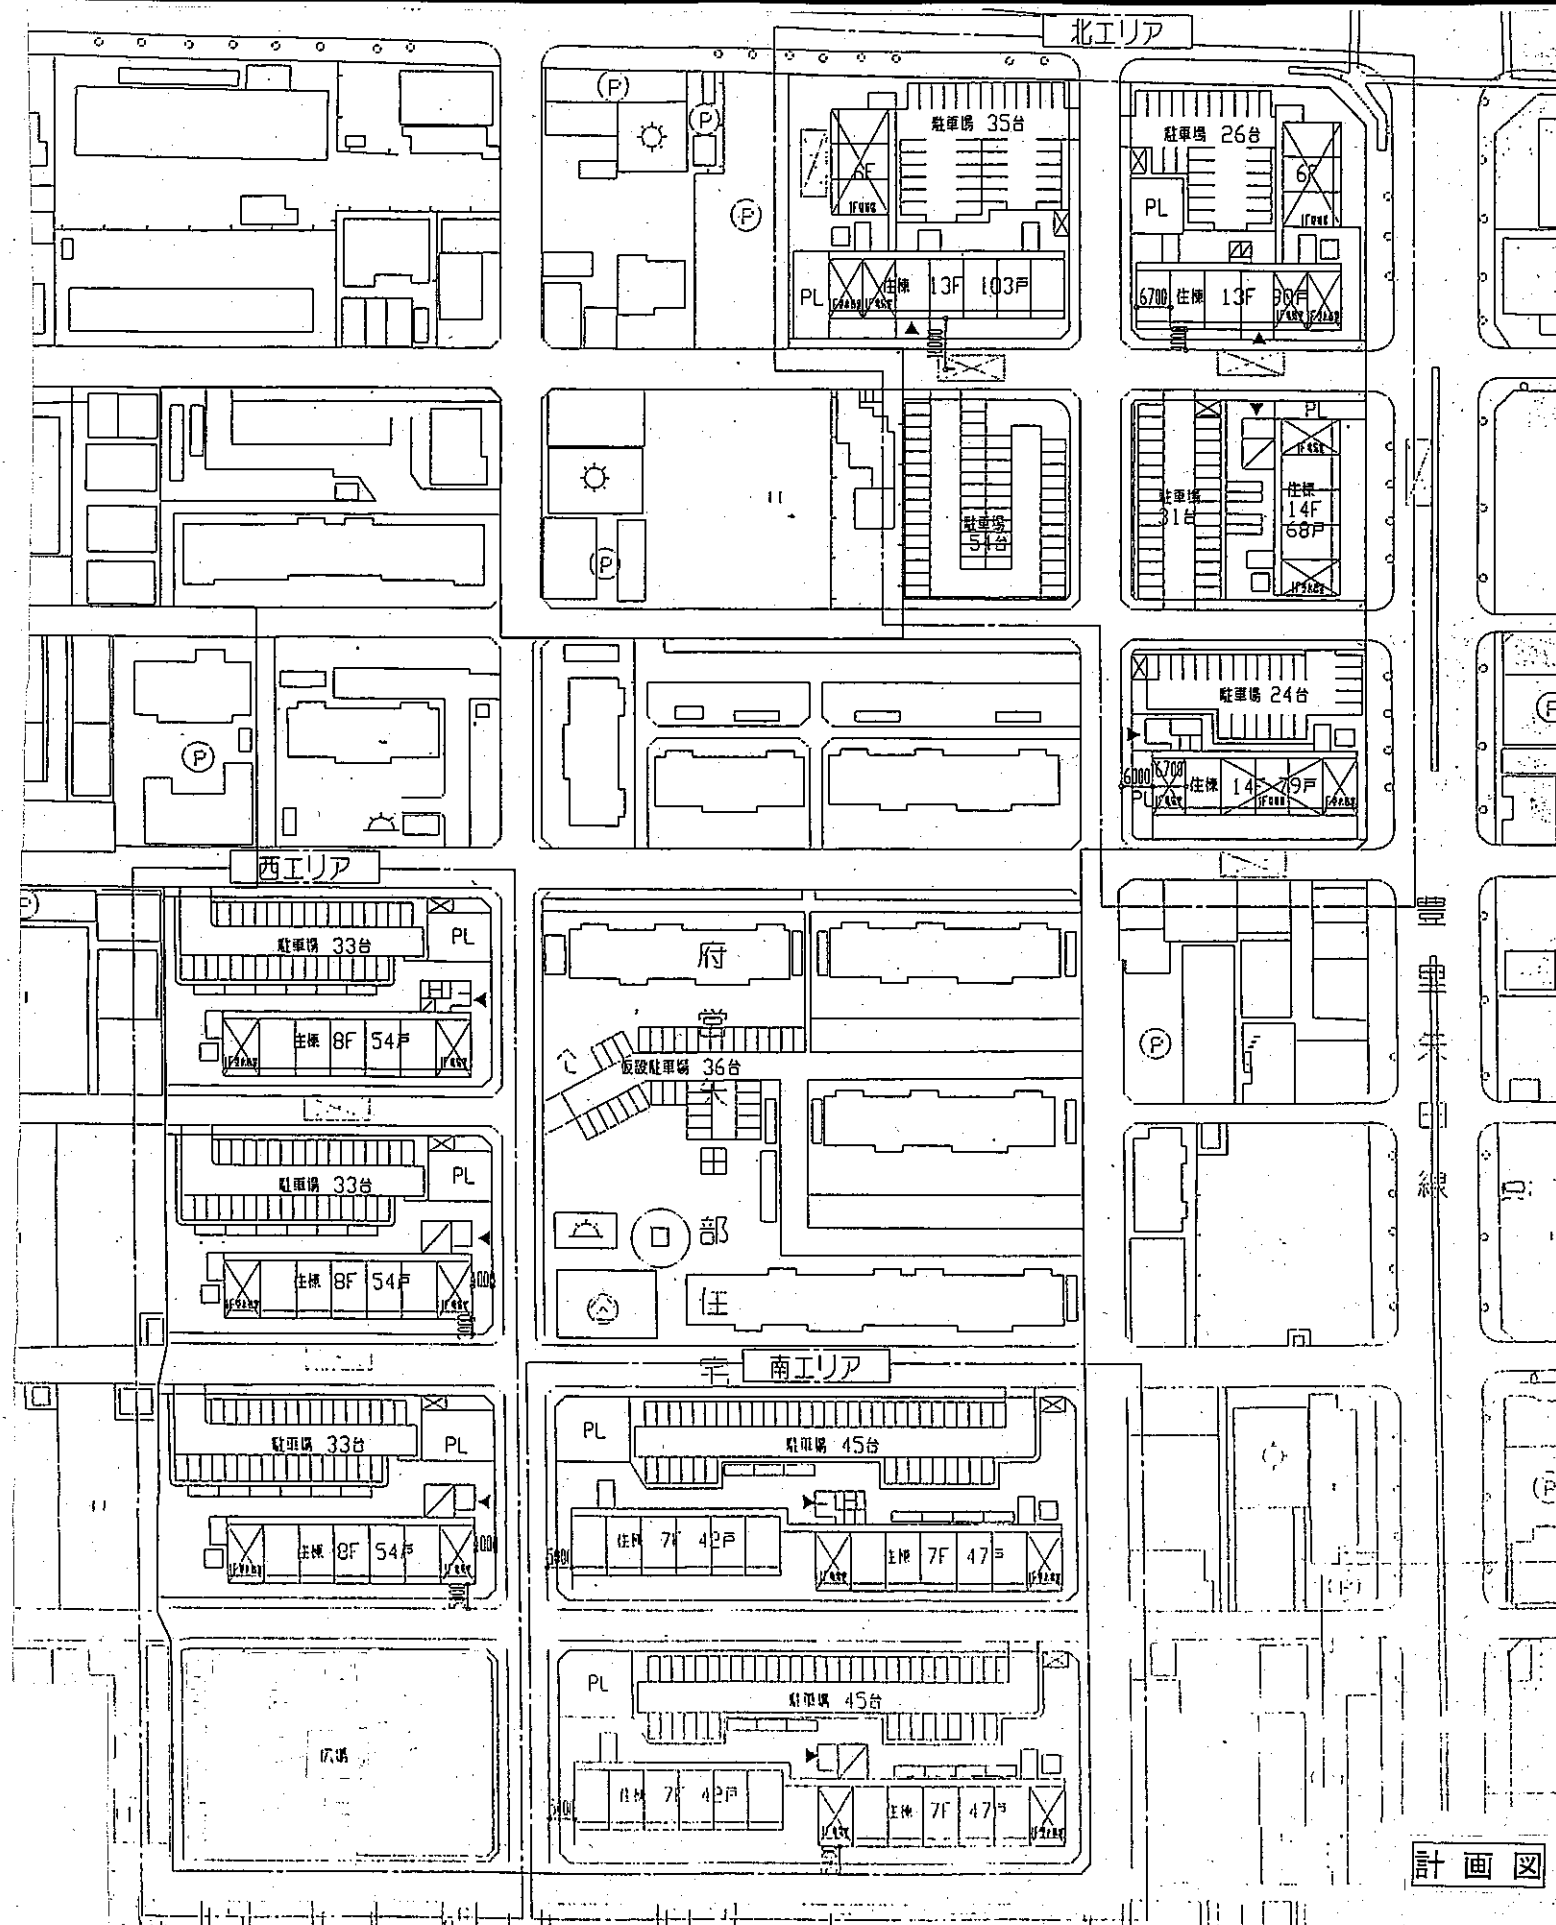 北エリア
駐車場 35台
駐車場 26台
6F
6F
PL
PL
住棟 13F 103戸
6700
住棟 13F 90戸
PL
駐車場 54台
駐車場 31台
住棟
14F
68戸
駐車場 24台
6000
6700
PL
住棟 14F 79戸
西エリア
駐車場 33台
PL
住棟 8F 54戸
駐車場 33台
PL
住棟 8F 54戸
駐車場 33台
PL
住棟 8F 54戸
広場
府
営
仮設駐車場 36台
部
住
宅
南エリア
PL
駐車場 45台
住棟 7F 42戸
住棟 7F 47戸
PL
駐車場 45台
住棟 7F 42戸
住棟 7F 47戸
豊
里
矢
田
線
計画図